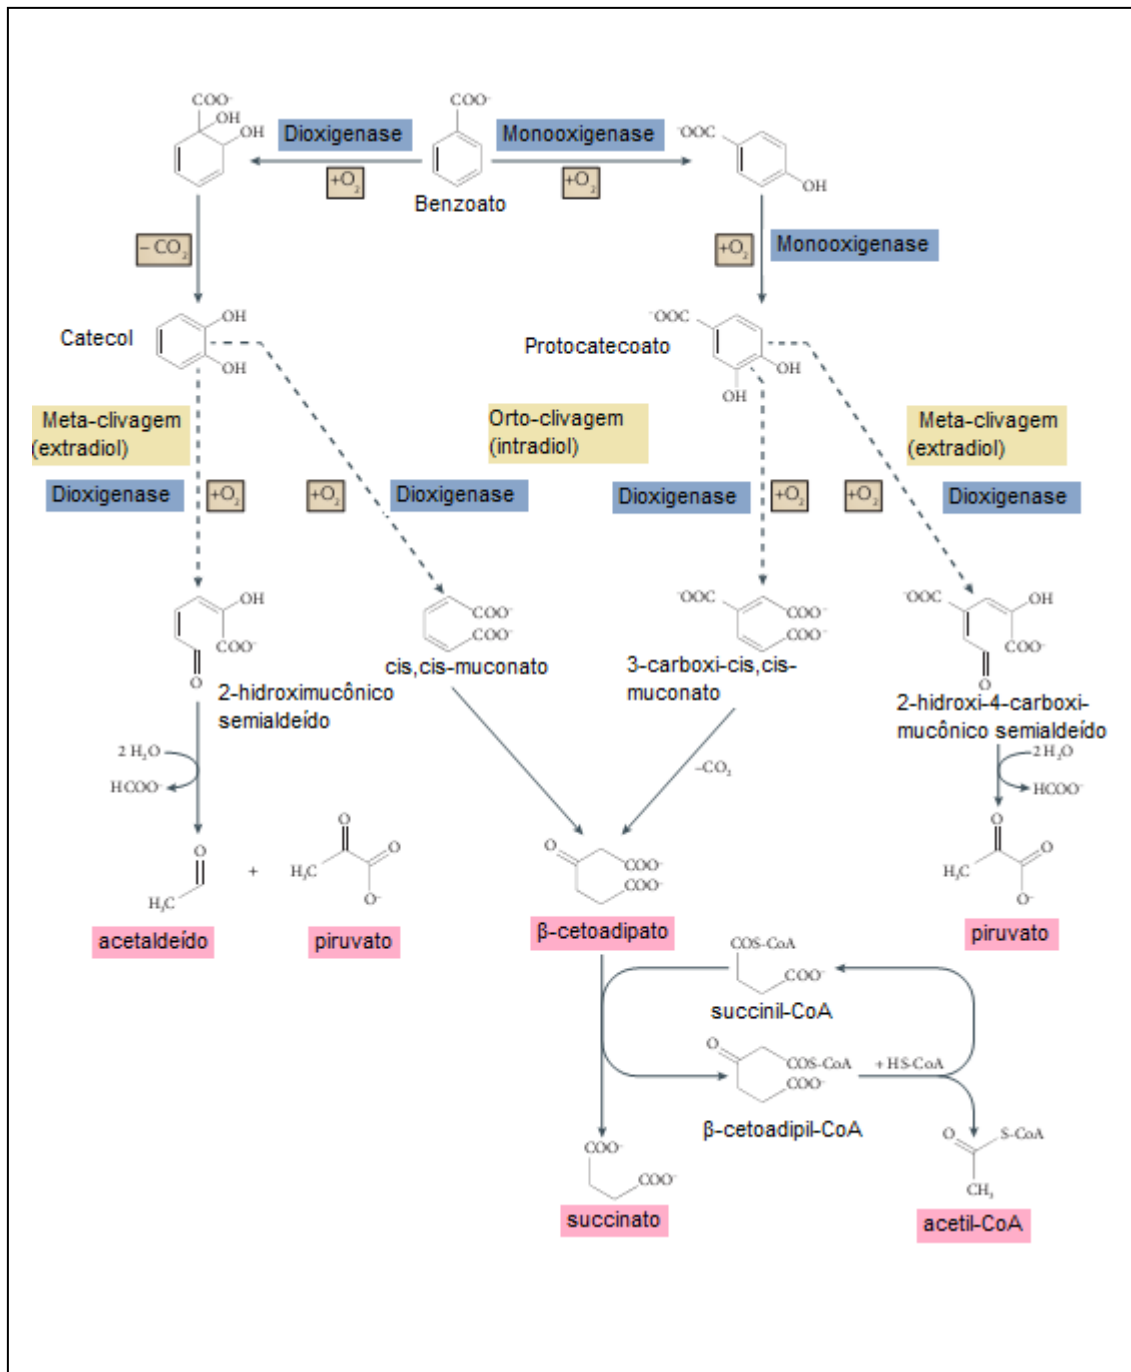 COO⁻
OH
OH
Dioxigenase
+O₂
COO⁻
Benzoato
Monooxigenase
+O₂
⁻OOC
OH
– CO₂
+O₂
Monooxigenase
Catecol
OH
OH
Protocatecoato
⁻OOC
OH
OH
Meta-clivagem
(extradiol)
Orto-clivagem
(intradiol)
Meta-clivagem
(extradiol)
Dioxigenase
+O₂
+O₂
Dioxigenase
Dioxigenase
+O₂
+O₂
Dioxigenase
OH
COO⁻
O
2-hidroximucônico
semialdeído
COO⁻
COO⁻
cis,cis-muconato
⁻OOC
COO⁻
COO⁻
3-carboxi-cis,cis-
muconato
⁻OOC
OH
COO⁻
O
2-hidroxi-4-carboxi-
mucônico semialdeído
2 H₂O
HCOO⁻
–CO₂
2 H₂O
HCOO⁻
O
H₃C
acetaldeído
+
O
O
H₃C
O⁻
piruvato
O
COO⁻
COO⁻
β-cetoadipato
O
O
H₃C
O⁻
piruvato
COS-CoA
COO⁻
succinil-CoA
O
COS-CoA
COO⁻
β-cetoadipil-CoA
+ HS-CoA
COO⁻
COO⁻
succinato
O
S-CoA
CH₃
acetil-CoA